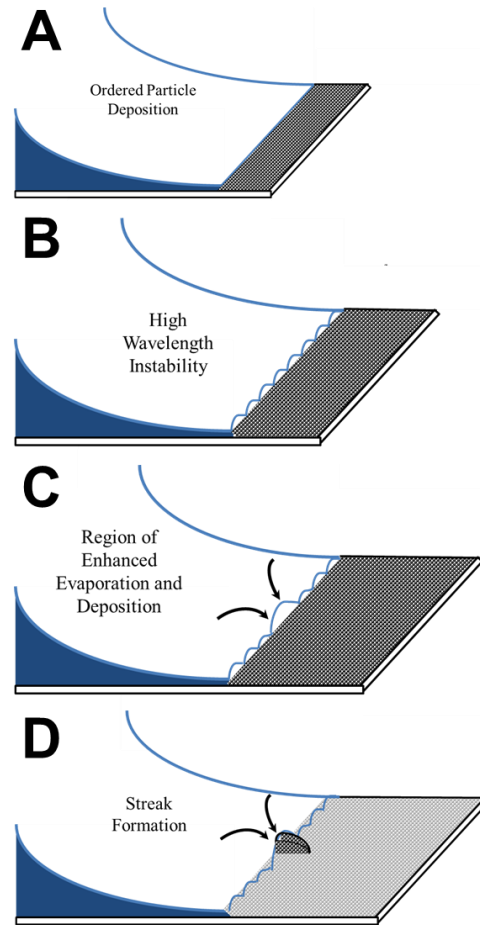 A
Ordered Particle
Deposition
B
High
Wavelength
Instability
C
Region of
Enhanced
Evaporation and
Deposition
D
Streak
Formation